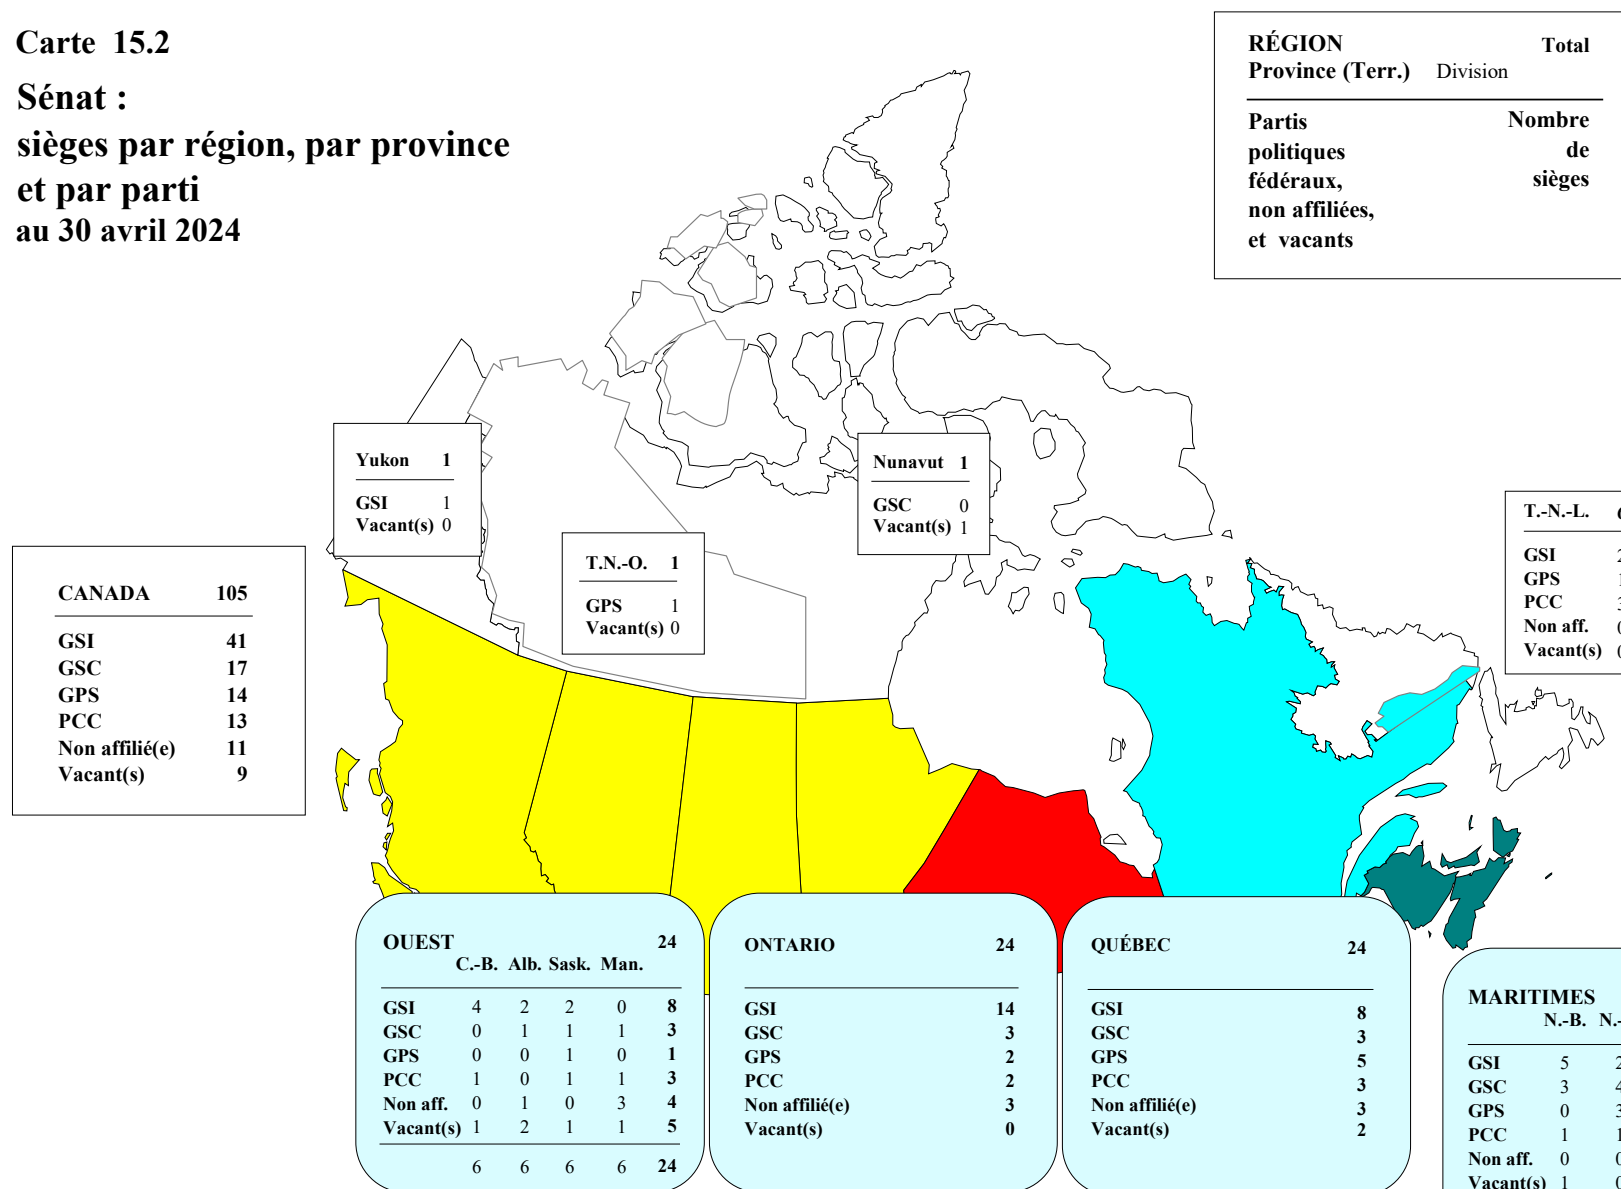 Carte 15.2
Sénat :
sièges par région, par province
et par parti
au 30 avril 2024
RÉGION Total
Province (Terr.) Division
Partis Nombre
politiques de
fédéraux, sièges
non affiliées,
et vacants
Yukon 1
GSI 1
Vacant(s) 0
Nunavut 1
GSC 0
Vacant(s) 1
T.N.-O. 1
GPS 1
Vacant(s) 0
T.-N.-L.
GSI
GPS
PCC
Non aff.
Vacant(s)
CANADA 105
GSI 41
GSC 17
GPS 14
PCC 13
Non affilié(e) 11
Vacant(s) 9
OUEST 24
C.-B. Alb. Sask. Man.
GSI 4 2 2 0 8
GSC 0 1 1 1 3
GPS 0 0 1 0 1
PCC 1 0 1 1 3
Non aff. 0 1 0 3 4
Vacant(s) 1 2 1 1 5
6 6 6 6 24
ONTARIO 24
GSI 14
GSC 3
GPS 2
PCC 2
Non affilié(e) 3
Vacant(s) 0
QUÉBEC 24
GSI 8
GSC 3
GPS 5
PCC 3
Non affilié(e) 3
Vacant(s) 2
MARITIMES
N.-B.
GSI 5 2
GSC 3 4
GPS 0 3
PCC 1 1
Non aff. 0 0
Vacant(s) 1 0